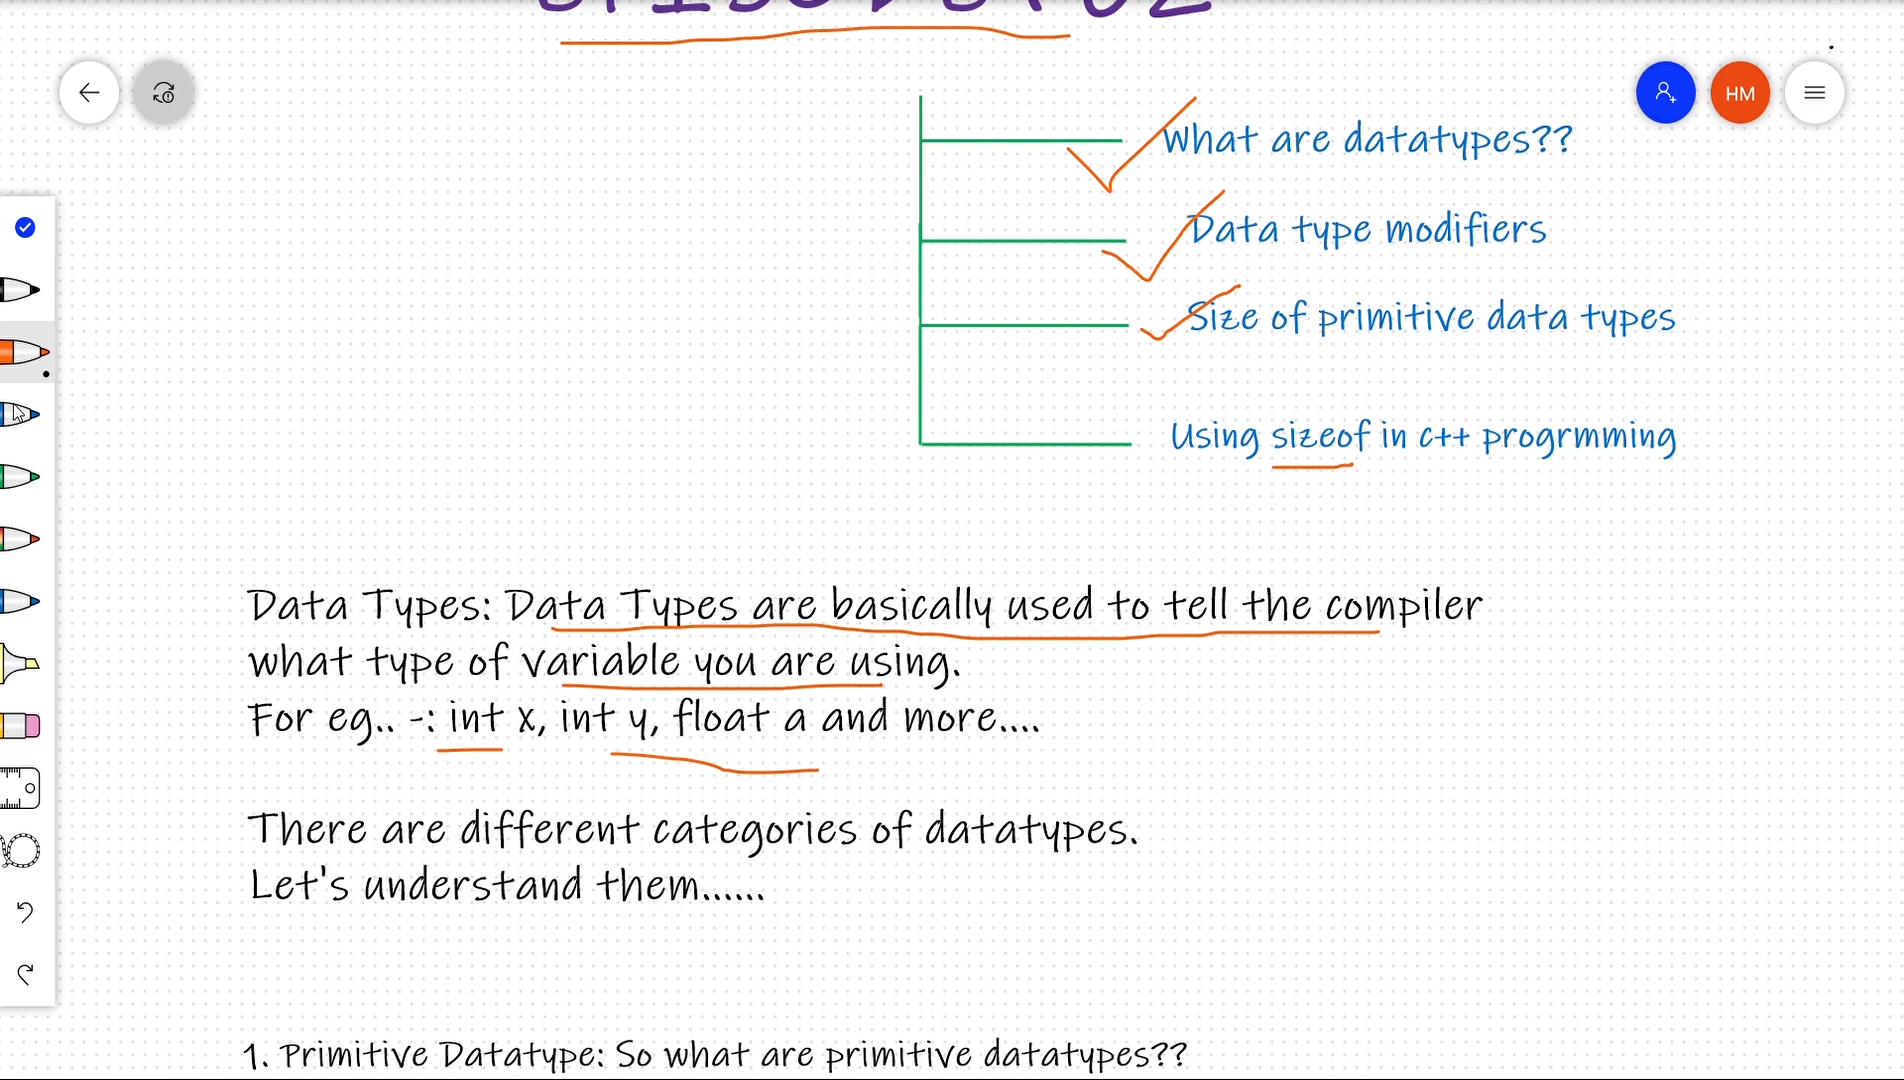 HM
What are datatypes??
Data type modifiers
Size of primitive data types
Using sizeof in c++ progrmming
Data Types: Data Types are basically used to tell the compiler
what type of variable you are using.
For eg.. -: int x, int y, float a and more....
There are different categories of datatypes.
Let's understand them......
1. Primitive Datatype: So what are primitive datatypes??